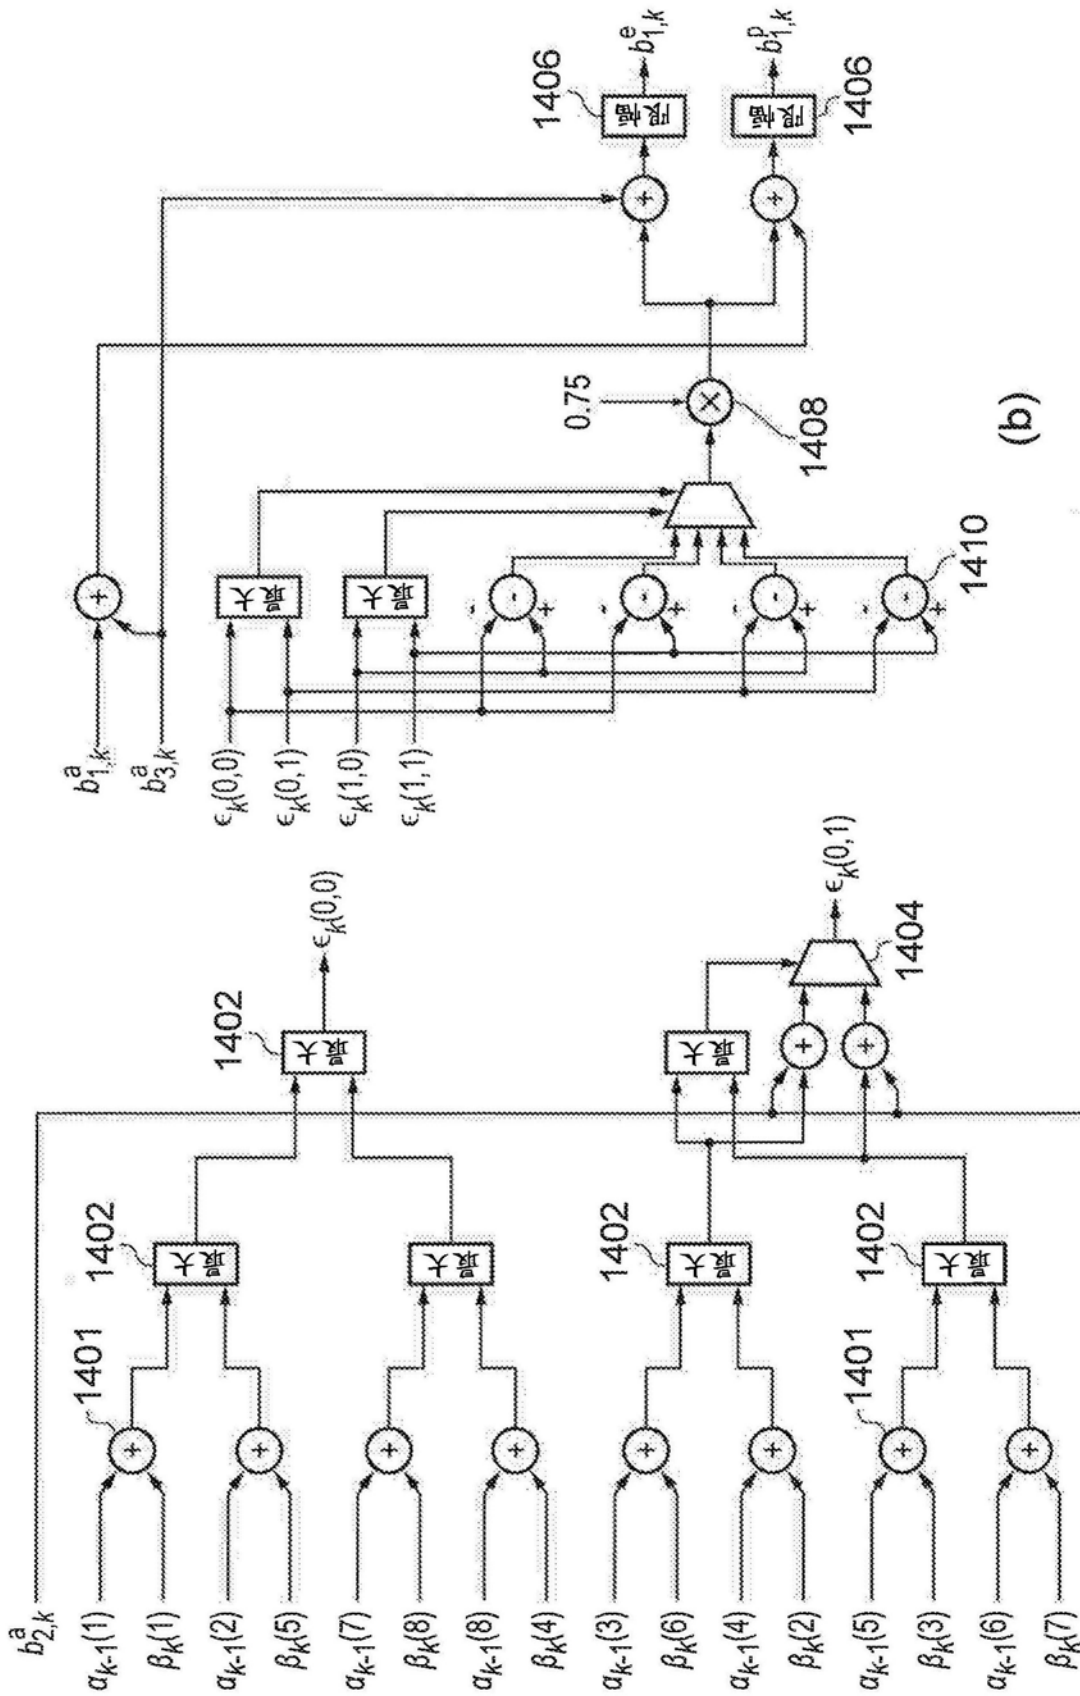 b^a_{2,k}
α_{k-1}(1)
β_k(1)
α_{k-1}(2)
β_k(5)
α_{k-1}(7)
β_k(8)
α_{k-1}(8)
β_k(4)
α_{k-1}(3)
β_k(6)
α_{k-1}(4)
β_k(2)
α_{k-1}(5)
β_k(3)
α_{k-1}(6)
β_k(7)
+
1401
+
+
+
+
+
+
1401
+
最大
1402
最大
最大
1402
最大
1402
最大
1402
最大
+
+
1404
ϵ_k(0,0)
ϵ_k(0,1)
b^a_{1,k}
b^a_{3,k}
ϵ_k(0,0)
ϵ_k(0,1)
ϵ_k(1,0)
ϵ_k(1,1)
+
最大
最大
-
+
-
+
-
+
-
+
1410
0.75
×
1408
+
+
限幅
1406
限幅
1406
b^e_{1,k}
b^p_{1,k}
(b)